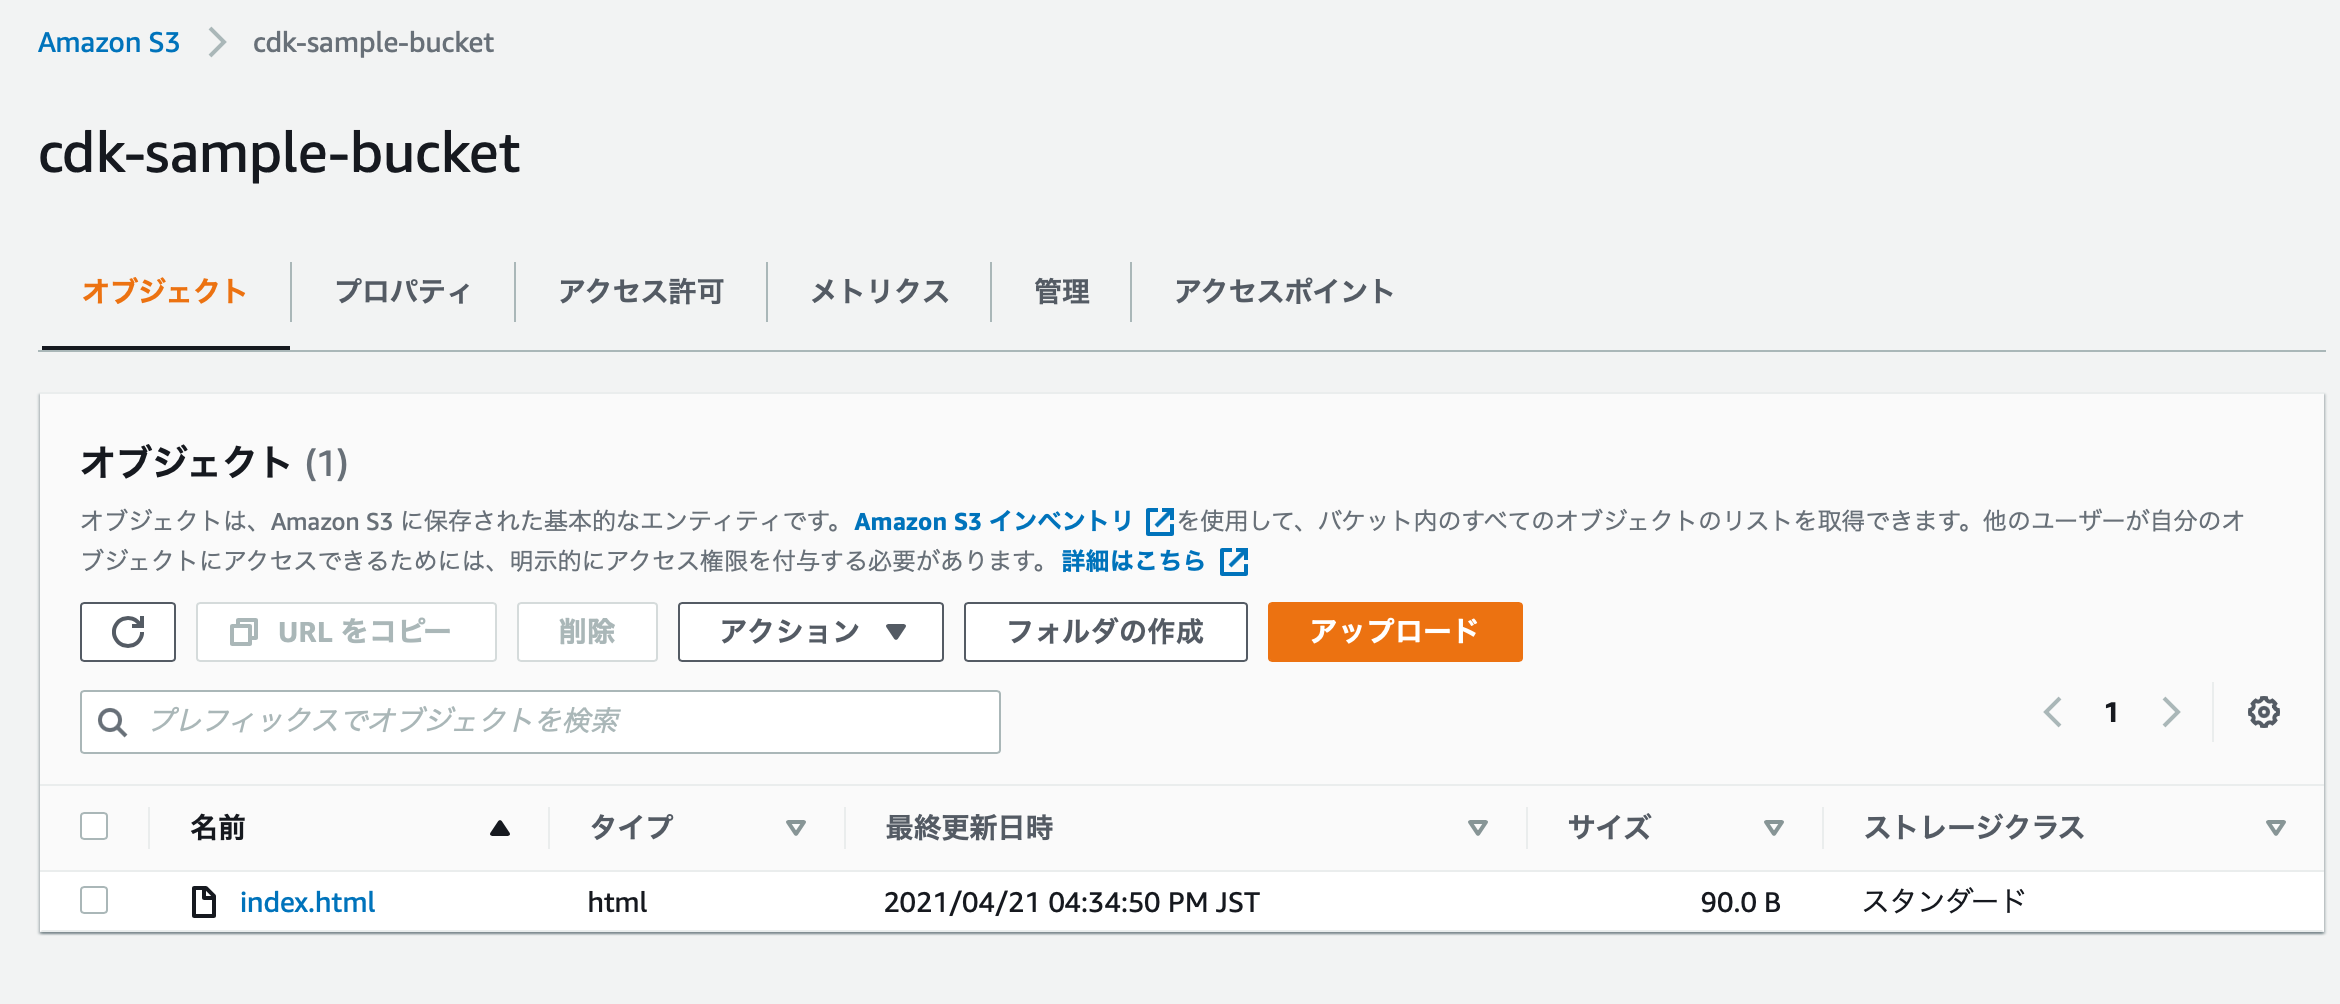 Amazon S3 cdk-sample-bucket
cdk-sample-bucket
オブジェクト プロパティ アクセス許可 メトリクス 管理 アクセスポイント
オブジェクト (1)
オブジェクトは、Amazon S3 に保存された基本的なエンティティです。Amazon S3 インベントリ を使用して、バケット内のすべてのオブジェクトのリストを取得できます。他のユーザーが自分のオ
ブジェクトにアクセスできるためには、明示的にアクセス権限を付与する必要があります。詳細はこちら
URL をコピー 削除 アクション フォルダの作成 アップロード
プレフィックスでオブジェクトを検索 1
名前 タイプ 最終更新日時 サイズ ストレージクラス
index.html html 2021/04/21 04:34:50 PM JST 90.0 B スタンダード